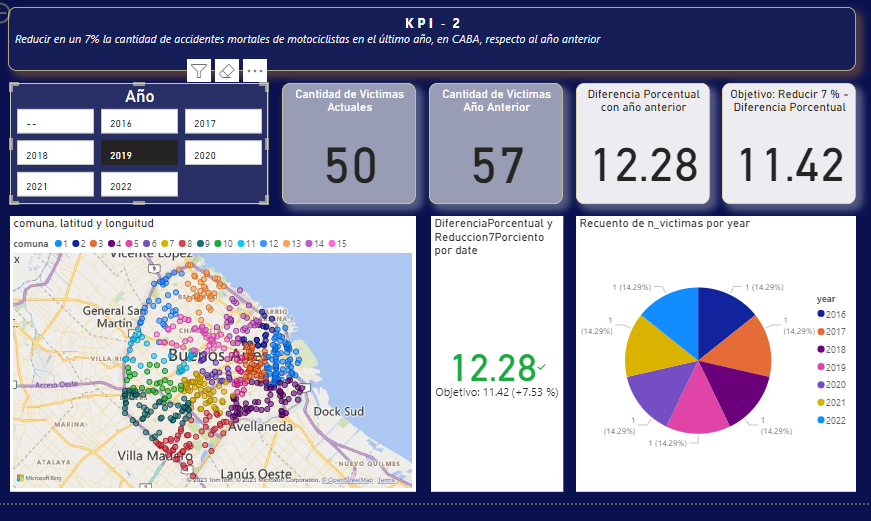 KPI - 2
Reducir en un 7% la cantidad de accidentes mortales de motociclistas en el último año, en CABA, respecto al año anterior
Año
--
2016
2017
2018
2019
2020
2021
2022
Cantidad de Victimas
Actuales
50
Cantidad de Victimas
Año Anterior
57
Diferencia Porcentual
con año anterior
12.28
Objetivo: Reducir 7 % -
Diferencia Porcentual
11.42
comuna, latitud y longuitud
comuna 1 2 3 4 5 6 7 8 9 10 11 12 13 14 15
x
Vicente López
9
General San
Martín
Buenos Aires
Acceso Oeste
Dock Sud
MARINA
Avellaneda
ATALAYA
Villa Madero
Lanús Oeste
NUEVO QUILMES
Microsoft Bing
© 2023 TomTom, © 2023 Microsoft Corporation, © OpenStreetMap Terms
DiferenciaPorcentual y
Reduccion7Porciento
por date
12.28
Objetivo: 11.42 (+7.53 %)
Recuento de n_victimas por year
1 (14.29%)
1 (14.29%)
1
(14.29%)
1
(14.29%)
1
(14.29%)
1
(14.29%)
1 (14.29%)
year
2016
2017
2018
2019
2020
2021
2022